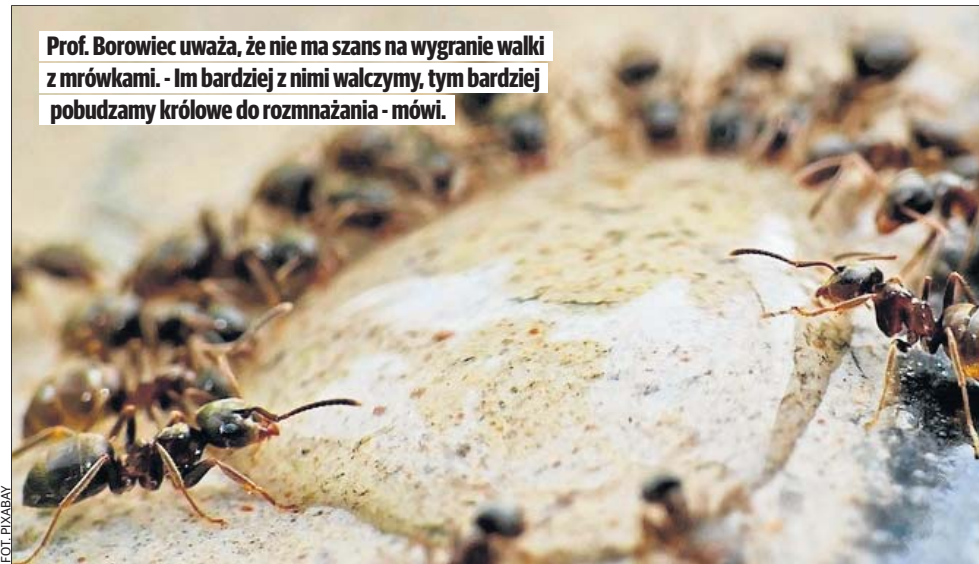 Prof. Borowiec uważa, że nie ma szans na wygranie walki
z mrówkami. - Im bardziej z nimi walczymy, tym bardziej
pobudzamy królowe do rozmnażania - mówi.
FOT. PIXABAY